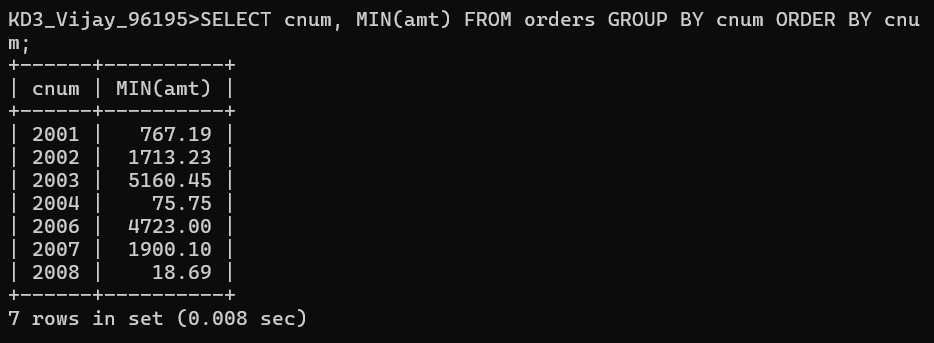 KD3_Vijay_96195>SELECT cnum, MIN(amt) FROM orders GROUP BY cnum ORDER BY cnu
m;
+------+----------+
| cnum | MIN(amt) |
+------+----------+
| 2001 |   767.19 |
| 2002 |  1713.23 |
| 2003 |  5160.45 |
| 2004 |    75.75 |
| 2006 |  4723.00 |
| 2007 |  1900.10 |
| 2008 |    18.69 |
+------+----------+
7 rows in set (0.008 sec)